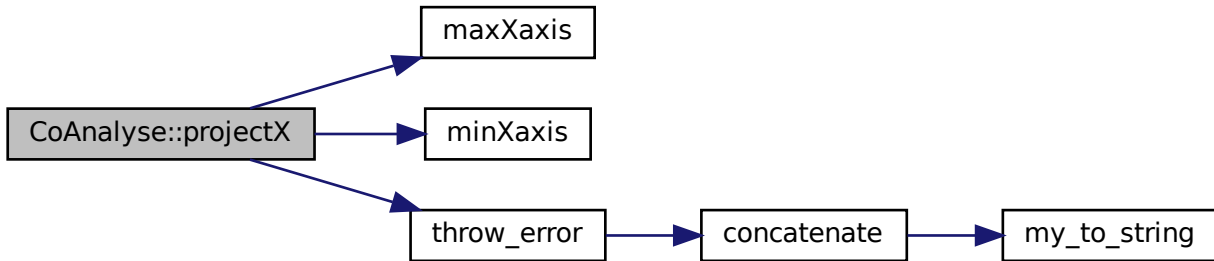 maxXaxis
CoAnalyse::projectX
minXaxis
throw_error
concatenate
my_to_string